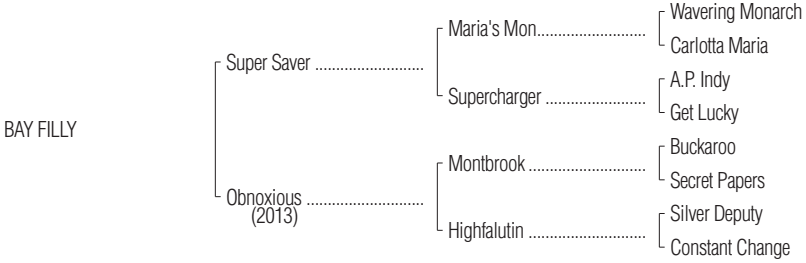 Wavering Monarch
Maria's Mon..........................
Carlotta Maria
Super Saver ..........................
A.P. Indy
Supercharger ........................
Get Lucky
BAY FILLY
Buckaroo
Montbrook ............................
Secret Papers
Obnoxious ............................
(2013)
Silver Deputy
Highfalutin ............................
Constant Change